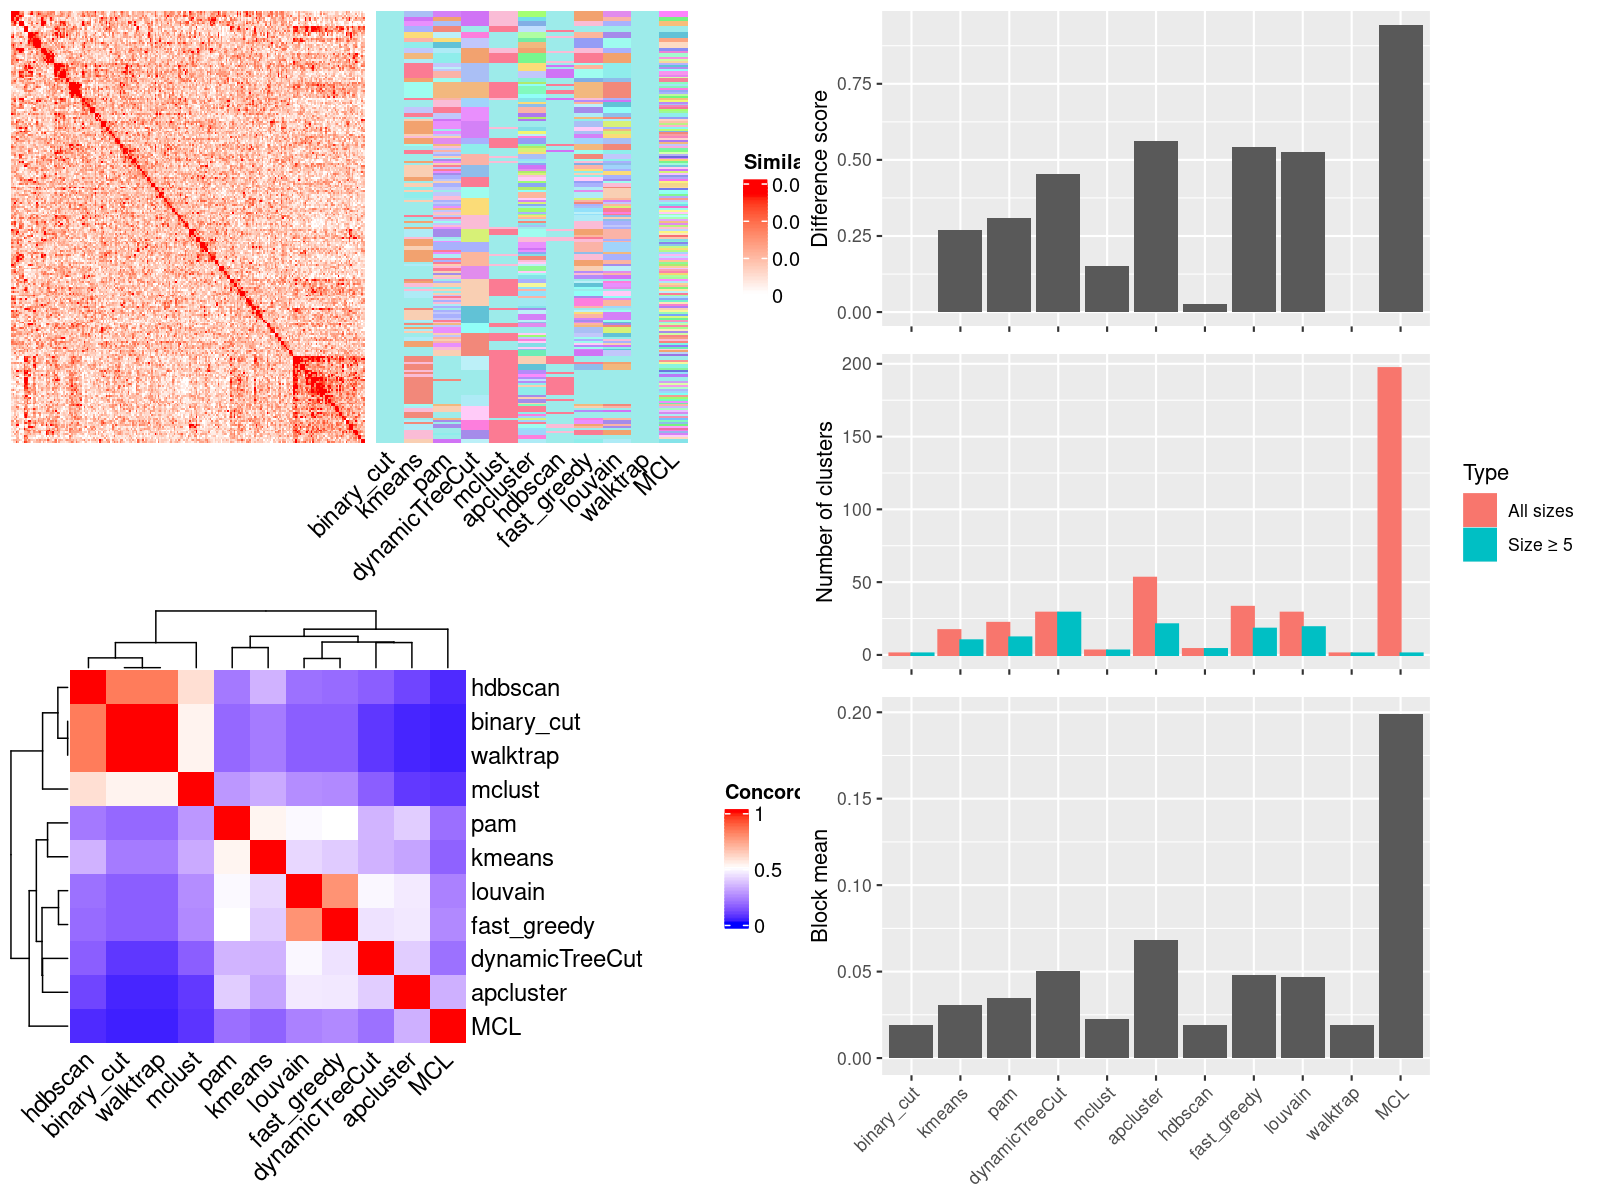 Simila
0.0
0.0
0.0
0
binary_cut
kmeans
pam
dynamicTreeCut
mclust
apcluster
hdbscan
fast_greedy
louvain
walktrap
MCL
hdbscan
binary_cut
walktrap
mclust
pam
kmeans
louvain
fast_greedy
dynamicTreeCut
apcluster
MCL
hdbscan
binary_cut
walktrap
mclust
pam
kmeans
louvain
fast_greedy
dynamicTreeCut
apcluster
MCL
Concord
1
0.5
0
Difference score
0.75
0.50
0.25
0.00
Number of clusters
200
150
100
50
0
Type
All sizes
Size ≥ 5
Block mean
0.20
0.15
0.10
0.05
0.00
binary_cut
kmeans
pam
dynamicTreeCut
mclust
apcluster
hdbscan
fast_greedy
louvain
walktrap
MCL